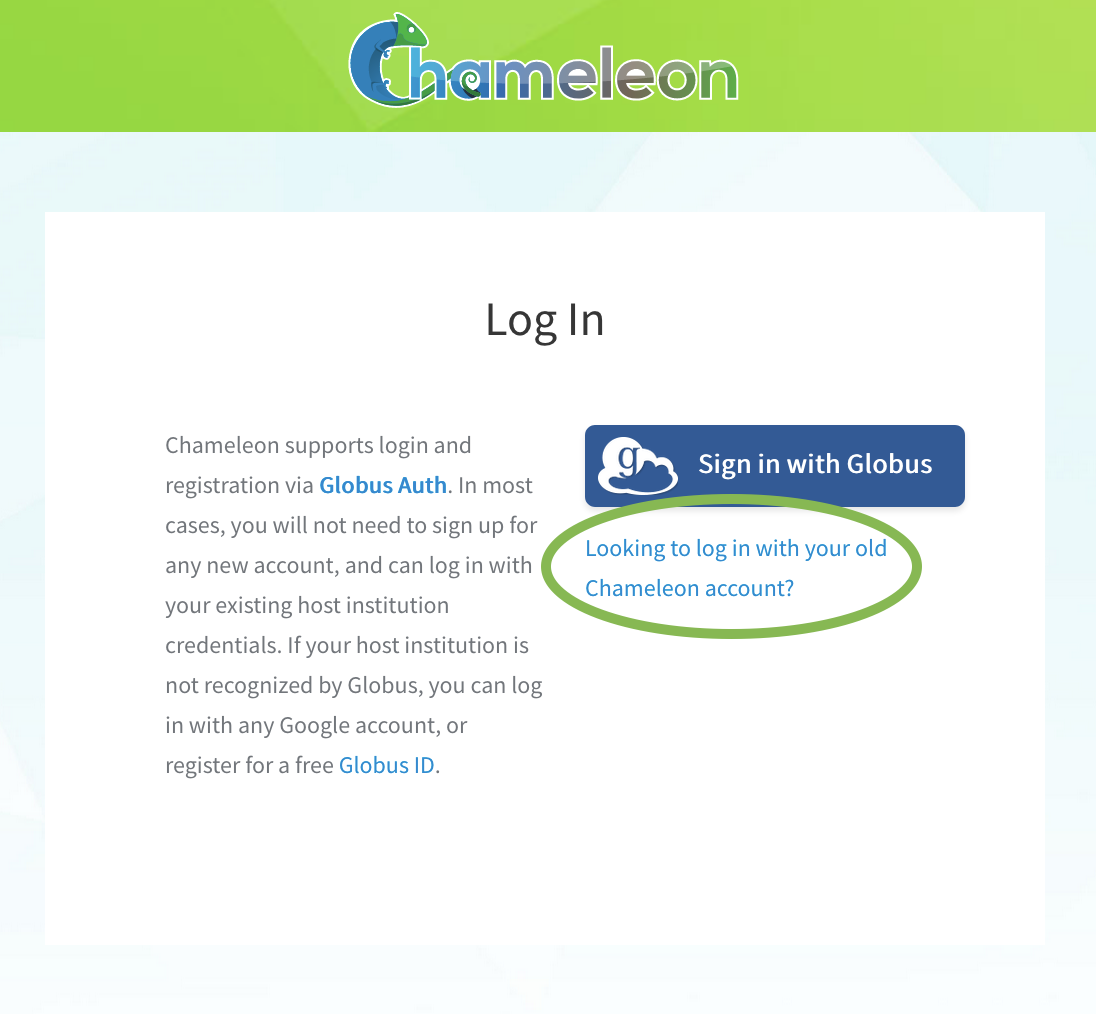 Chameleon
Log In
Chameleon supports login and
registration via Globus Auth. In most
cases, you will not need to sign up for
any new account, and can log in with
your existing host institution
credentials. If your host institution is
not recognized by Globus, you can log
in with any Google account, or
register for a free Globus ID.
g
Sign in with Globus
Looking to log in with your old
Chameleon account?